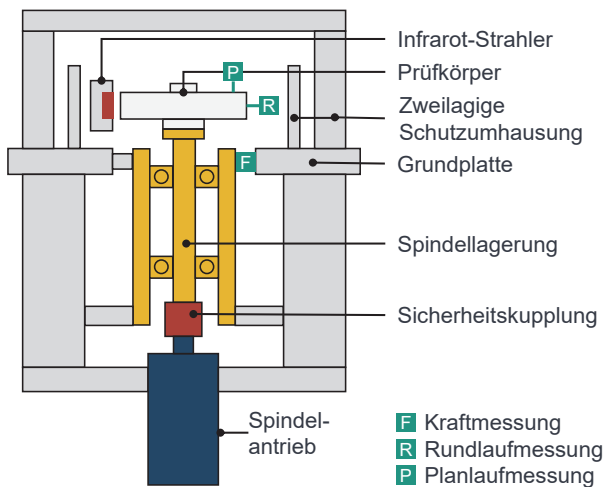 Infrarot-Strahler
P
Prüfkörper
R
Zweilagige
Schutzumhausung
F
Grundplatte
Spindellagerung
Sicherheitskupplung
Spindel-
antrieb
F Kraftmessung
R Rundlaufmessung
P Planlaufmessung